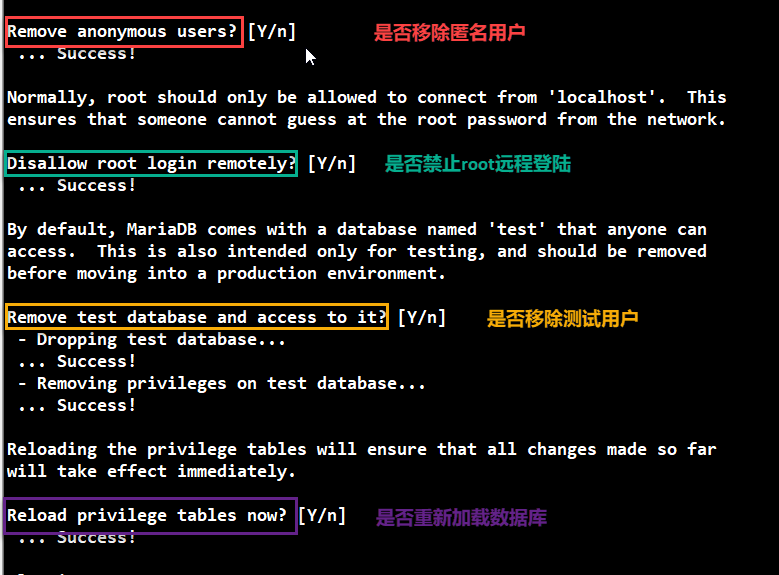 Remove anonymous users? [Y/n] 是否移除匿名用户
... Success!
Normally, root should only be allowed to connect from 'localhost'.  This
ensures that someone cannot guess at the root password from the network.
Disallow root login remotely? [Y/n] 是否禁止root远程登陆
... Success!
By default, MariaDB comes with a database named 'test' that anyone can
access.  This is also intended only for testing, and should be removed
before moving into a production environment.
Remove test database and access to it? [Y/n] 是否移除测试用户
- Dropping test database...
... Success!
- Removing privileges on test database...
... Success!
Reloading the privilege tables will ensure that all changes made so far
will take effect immediately.
Reload privilege tables now? [Y/n] 是否重新加载数据库
... Success!